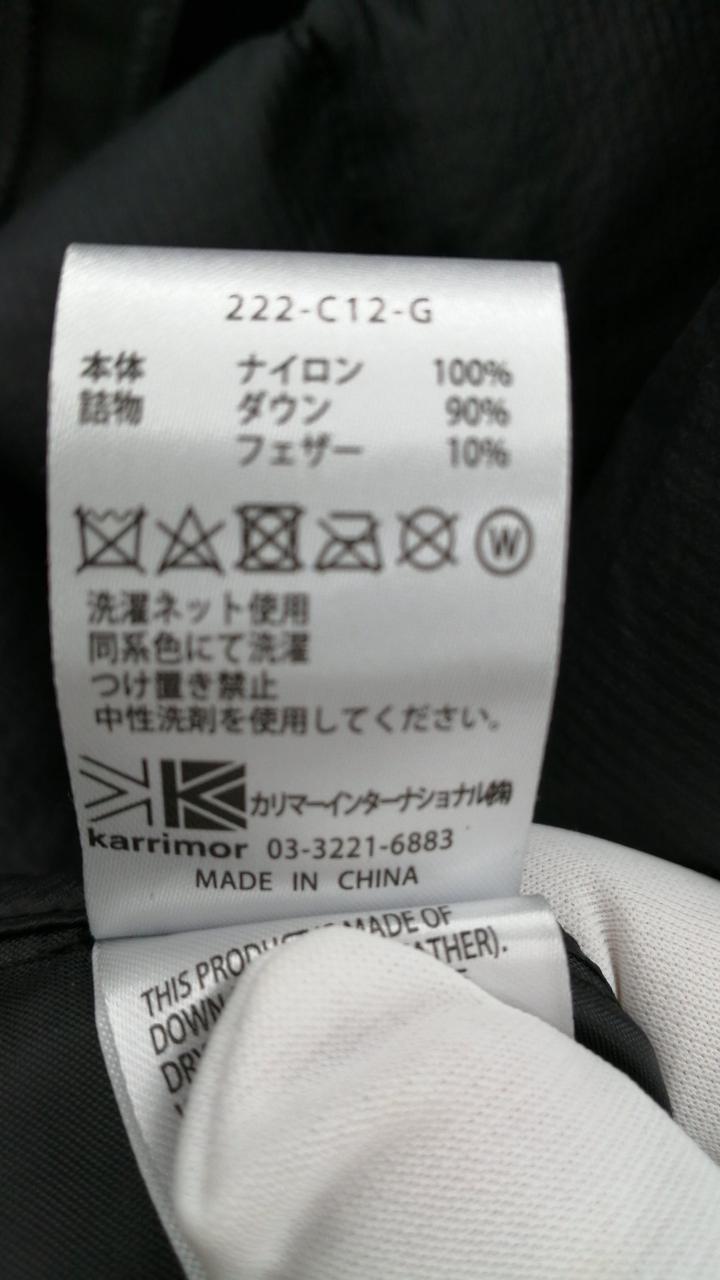 222-C12-G
本体 ナイロン 100%
詰物 ダウン 90%
フェザー 10%
W
洗濯ネット使用
同系色にて洗濯
つけ置き禁止
中性洗剤を使用してください。
カリマーインターナショナル㈱
karrimor 03-3221-6883
MADE IN CHINA
THIS PRODUCT IS MADE OF
DOWN